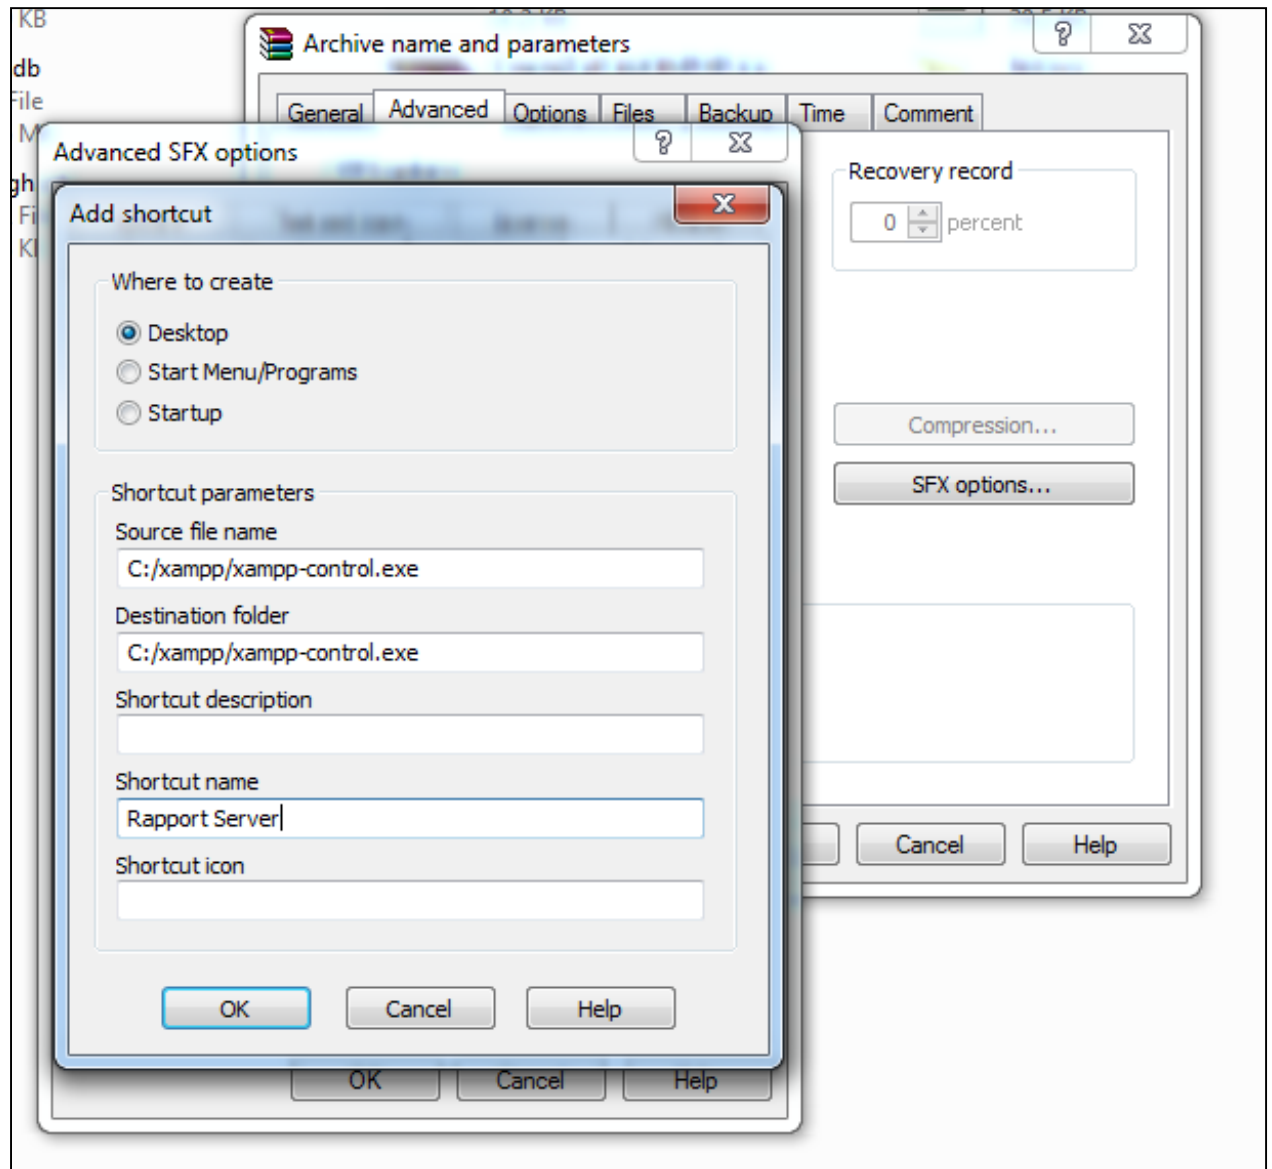 KB
db
File
M
gh
Fi
KI
Archive name and parameters
General
Advanced
Options
Files
Backup
Time
Comment
Recovery record
0
percent
Compression...
SFX options...
Cancel
Help
Advanced SFX options
OK
Cancel
Help
Add shortcut
Where to create
Desktop
Start Menu/Programs
Startup
Shortcut parameters
Source file name
C:/xampp/xampp-control.exe
Destination folder
C:/xampp/xampp-control.exe
Shortcut description
Shortcut name
Rapport Server
Shortcut icon
OK
Cancel
Help